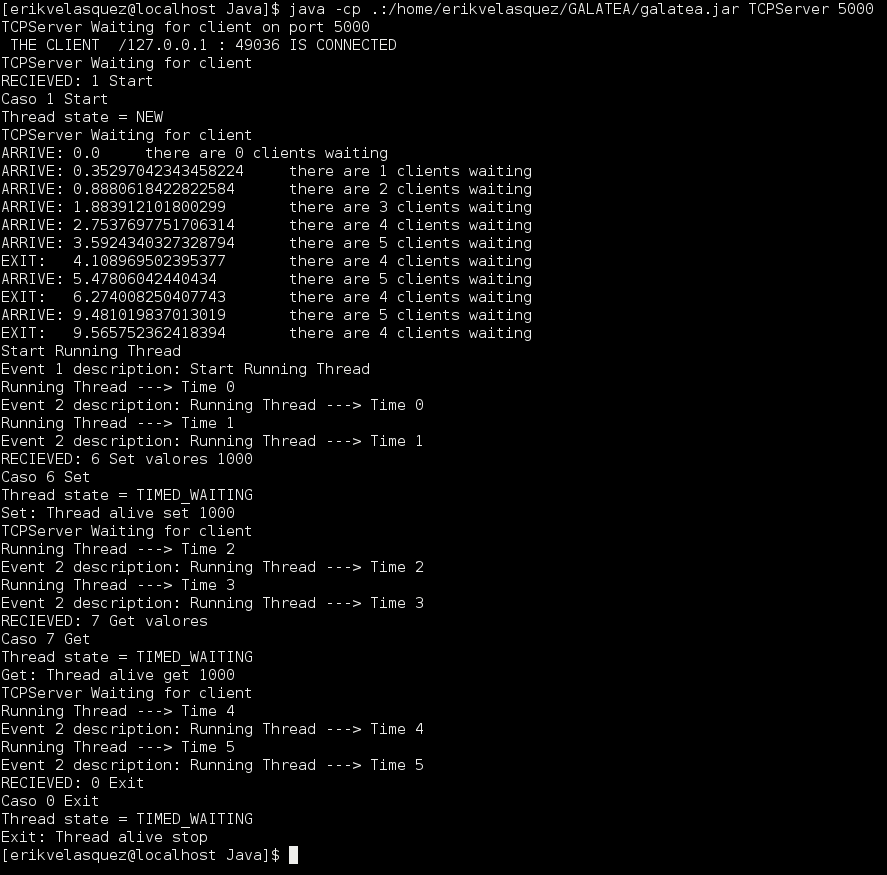 [erikvelasquez@localhost Java]$ java -cp .:/home/erikvelasquez/GALATEA/galatea.jar TCPServer 5000
TCPServer Waiting for client on port 5000
 THE CLIENT  /127.0.0.1 : 49036 IS CONNECTED
TCPServer Waiting for client
RECIEVED: 1 Start
Caso 1 Start
Thread state = NEW
TCPServer Waiting for client
ARRIVE: 0.0     there are 0 clients waiting
ARRIVE: 0.35297042343458224     there are 1 clients waiting
ARRIVE: 0.8880618422822584      there are 2 clients waiting
ARRIVE: 1.883912101800299       there are 3 clients waiting
ARRIVE: 2.7537697751706314      there are 4 clients waiting
ARRIVE: 3.5924340327328794      there are 5 clients waiting
EXIT:   4.108969502395377       there are 4 clients waiting
ARRIVE: 5.47806042440434        there are 5 clients waiting
EXIT:   6.274008250407743       there are 4 clients waiting
ARRIVE: 9.481019837013019       there are 5 clients waiting
EXIT:   9.565752362418394       there are 4 clients waiting
Start Running Thread
Event 1 description: Start Running Thread
Running Thread ---> Time 0
Event 2 description: Running Thread ---> Time 0
Running Thread ---> Time 1
Event 2 description: Running Thread ---> Time 1
RECIEVED: 6 Set valores 1000
Caso 6 Set
Thread state = TIMED_WAITING
Set: Thread alive set 1000
TCPServer Waiting for client
Running Thread ---> Time 2
Event 2 description: Running Thread ---> Time 2
Running Thread ---> Time 3
Event 2 description: Running Thread ---> Time 3
RECIEVED: 7 Get valores
Caso 7 Get
Thread state = TIMED_WAITING
Get: Thread alive get 1000
TCPServer Waiting for client
Running Thread ---> Time 4
Event 2 description: Running Thread ---> Time 4
Running Thread ---> Time 5
Event 2 description: Running Thread ---> Time 5
RECIEVED: 0 Exit
Caso 0 Exit
Thread state = TIMED_WAITING
Exit: Thread alive stop
[erikvelasquez@localhost Java]$